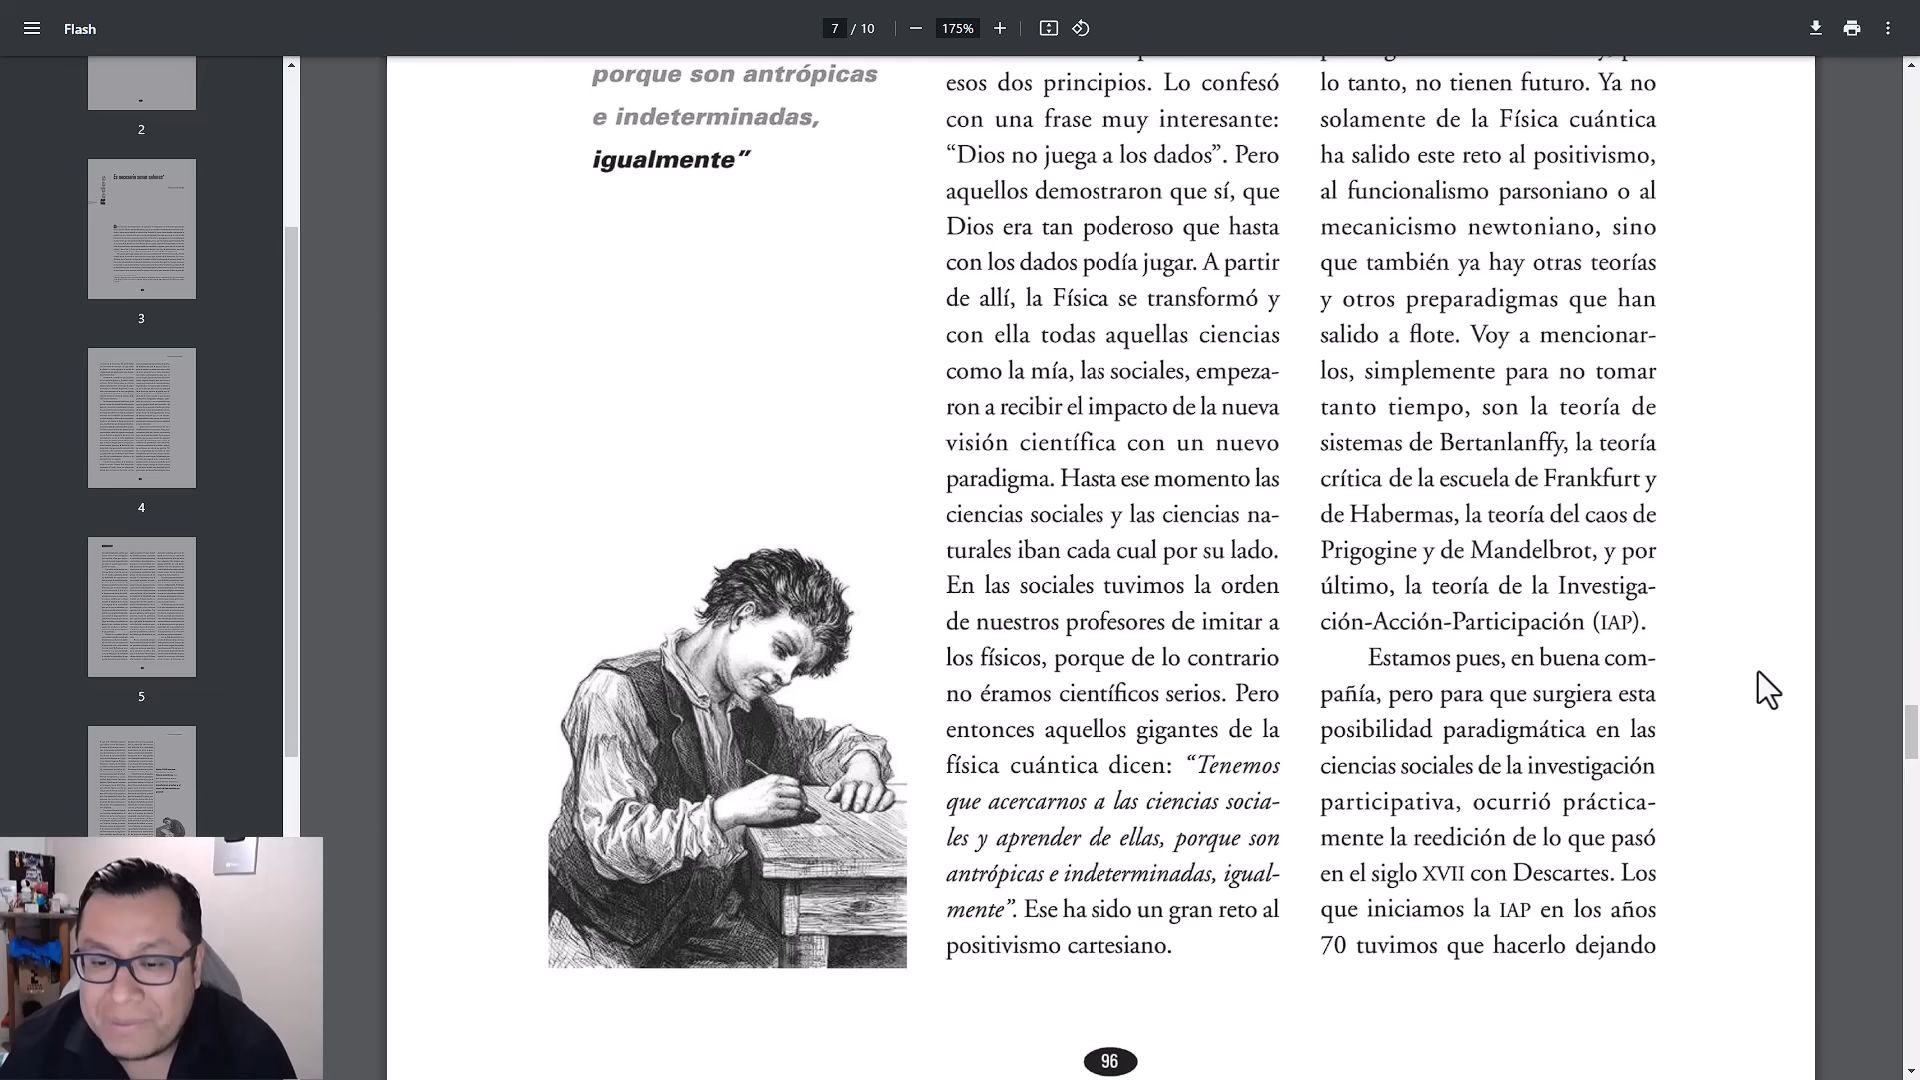 Flash
7 / 10
175%
2
3
4
5
porque son antrópicas
e indeterminadas,
igualmente”
esos dos principios. Lo confesó
con una frase muy interesante:
“Dios no juega a los dados”. Pero
aquellos demostraron que sí, que
Dios era tan poderoso que hasta
con los dados podía jugar. A partir
de allí, la Física se transformó y
con ella todas aquellas ciencias
como la mía, las sociales, empeza-
ron a recibir el impacto de la nueva
visión científica con un nuevo
paradigma. Hasta ese momento las
ciencias sociales y las ciencias na-
turales iban cada cual por su lado.
En las sociales tuvimos la orden
de nuestros profesores de imitar a
los físicos, porque de lo contrario
no éramos científicos serios. Pero
entonces aquellos gigantes de la
física cuántica dicen: “Tenemos
que acercarnos a las ciencias socia-
les y aprender de ellas, porque son
antrópicas e indeterminadas, igual-
mente”. Ese ha sido un gran reto al
positivismo cartesiano.
lo tanto, no tienen futuro. Ya no
solamente de la Física cuántica
ha salido este reto al positivismo,
al funcionalismo parsoniano o al
mecanicismo newtoniano, sino
que también ya hay otras teorías
y otros preparadigmas que han
salido a flote. Voy a mencionar-
los, simplemente para no tomar
tanto tiempo, son la teoría de
sistemas de Bertanlanffy, la teoría
crítica de la escuela de Frankfurt y
de Habermas, la teoría del caos de
Prigogine y de Mandelbrot, y por
último, la teoría de la Investiga-
ción-Acción-Participación (IAP).
Estamos pues, en buena com-
pañía, pero para que surgiera esta
posibilidad paradigmática en las
ciencias sociales de la investigación
participativa, ocurrió práctica-
mente la reedición de lo que pasó
en el siglo XVII con Descartes. Los
que iniciamos la IAP en los años
70 tuvimos que hacerlo dejando
96